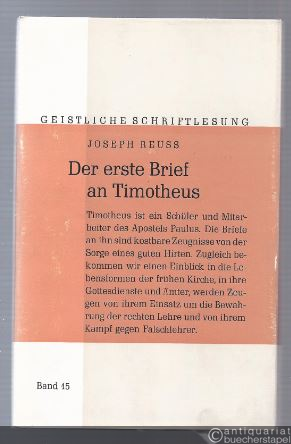 GEISTLICHE SCHRIFTLESUNG
JOSEPH REUSS
Der erste Brief
an Timotheus
Timotheus ist ein Schüler und Mitar-
beiter des Apostels Paulus. Die Briefe
an ihn sind kostbare Zeugnisse von der
Sorge eines guten Hirten. Zugleich be-
kommen wir einen Einblick in die Le-
bensformen der frühen Kirche, in ihre
Gottesdienste und Ämter, werden Zeu-
gen von ihrem Einsatz um die Bewah-
rung der rechten Lehre und von ihrem
Kampf gegen Falschlehrer.
Band 15
antiquariat
buecherstapel